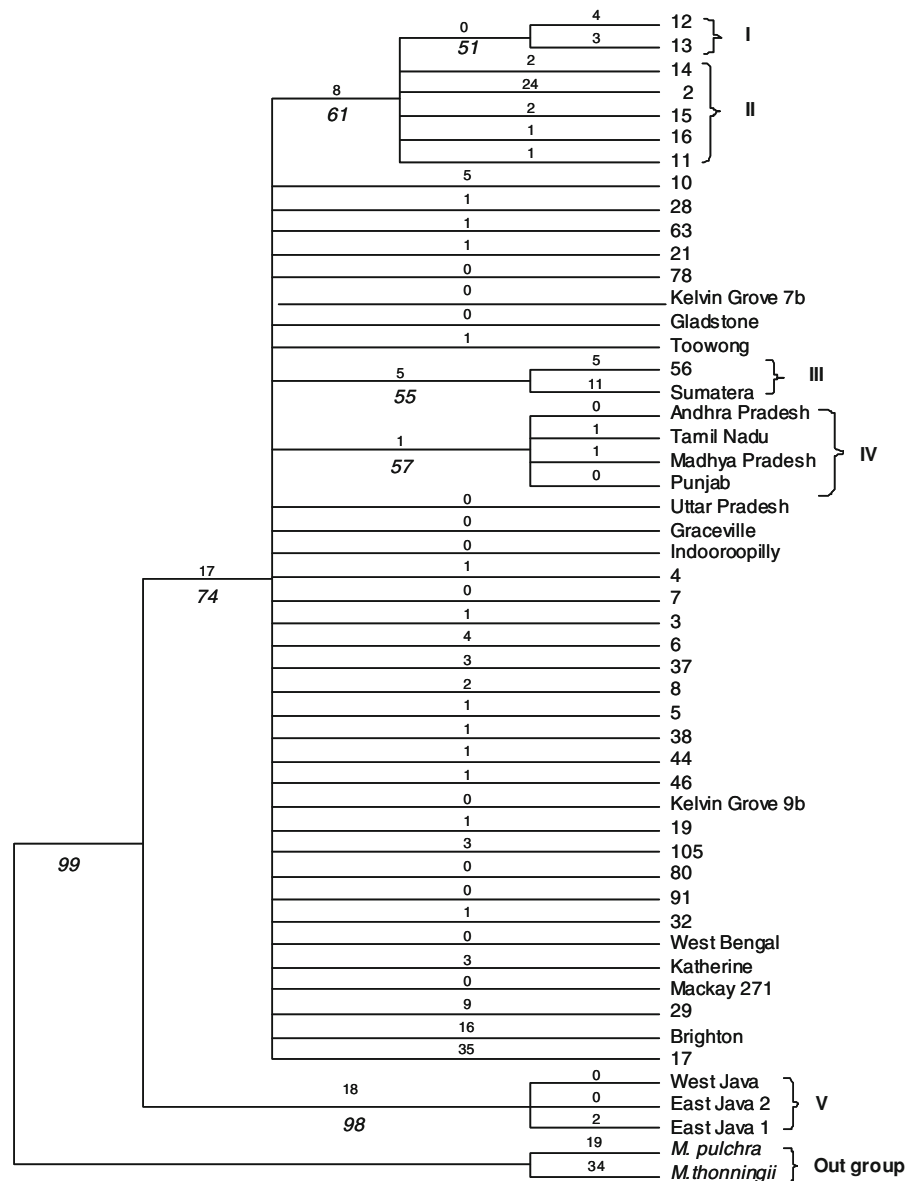 4 12
0 I
51 3 13
2 14
24 2
8 2 15 II
61 1 16
1 11
5 10
1 28
1 63
1 21
0 78
0 Kelvin Grove 7b
0 Gladstone
1 Toowong
5 56
5 III
55 11 Sumatera
0 Andhra Pradesh
1 1 Tamil Nadu
57 1 Madhya Pradesh IV
0 Punjab
0 Uttar Pradesh
0 Graceville
0 Indooroopilly
17 1 4
74 0 7
1 3
4 6
3 37
2 8
1 5
1 38
1 44
1 46
0 Kelvin Grove 9b
1 19
99 3 105
0 80
0 91
1 32
0 West Bengal
3 Katherine
0 Mackay 271
9 29
16 Brighton
35 17
0 West Java
18 0 East Java 2 V
98 2 East Java 1
19 M. pulchra
34 M.thonningii Out group